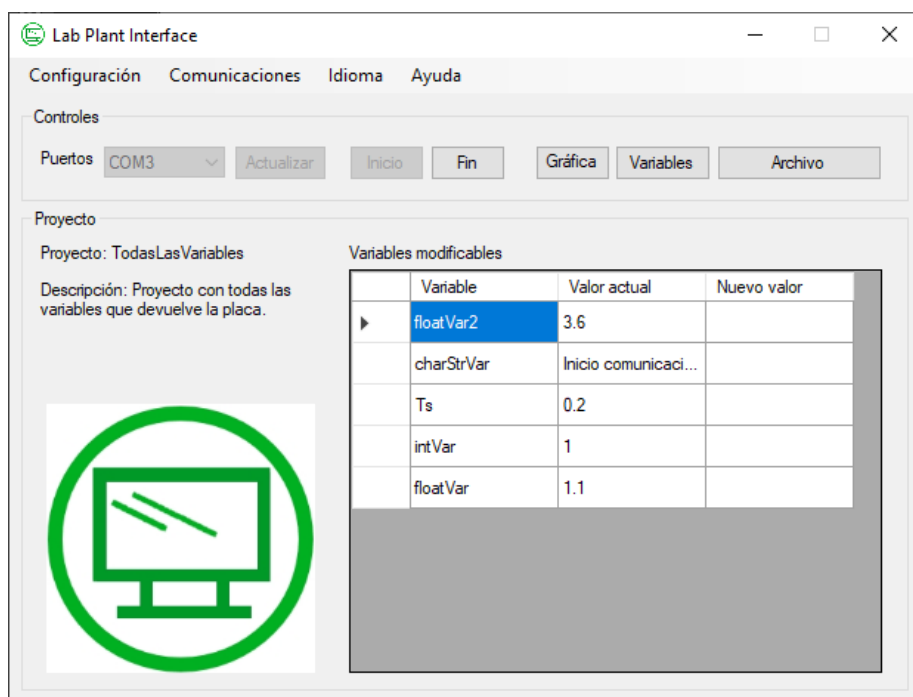 Lab Plant Interface
Configuración Comunicaciones Idioma Ayuda
Controles
Puertos COM3 Actualizar Inicio Fin Gráfica Variables Archivo
Proyecto
Proyecto: TodasLasVariables
Descripción: Proyecto con todas las
variables que devuelve la placa.
Variables modificables
Variable Valor actual Nuevo valor
floatVar2 3.6
charStrVar Inicio comunicaci...
Ts 0.2
intVar 1
floatVar 1.1